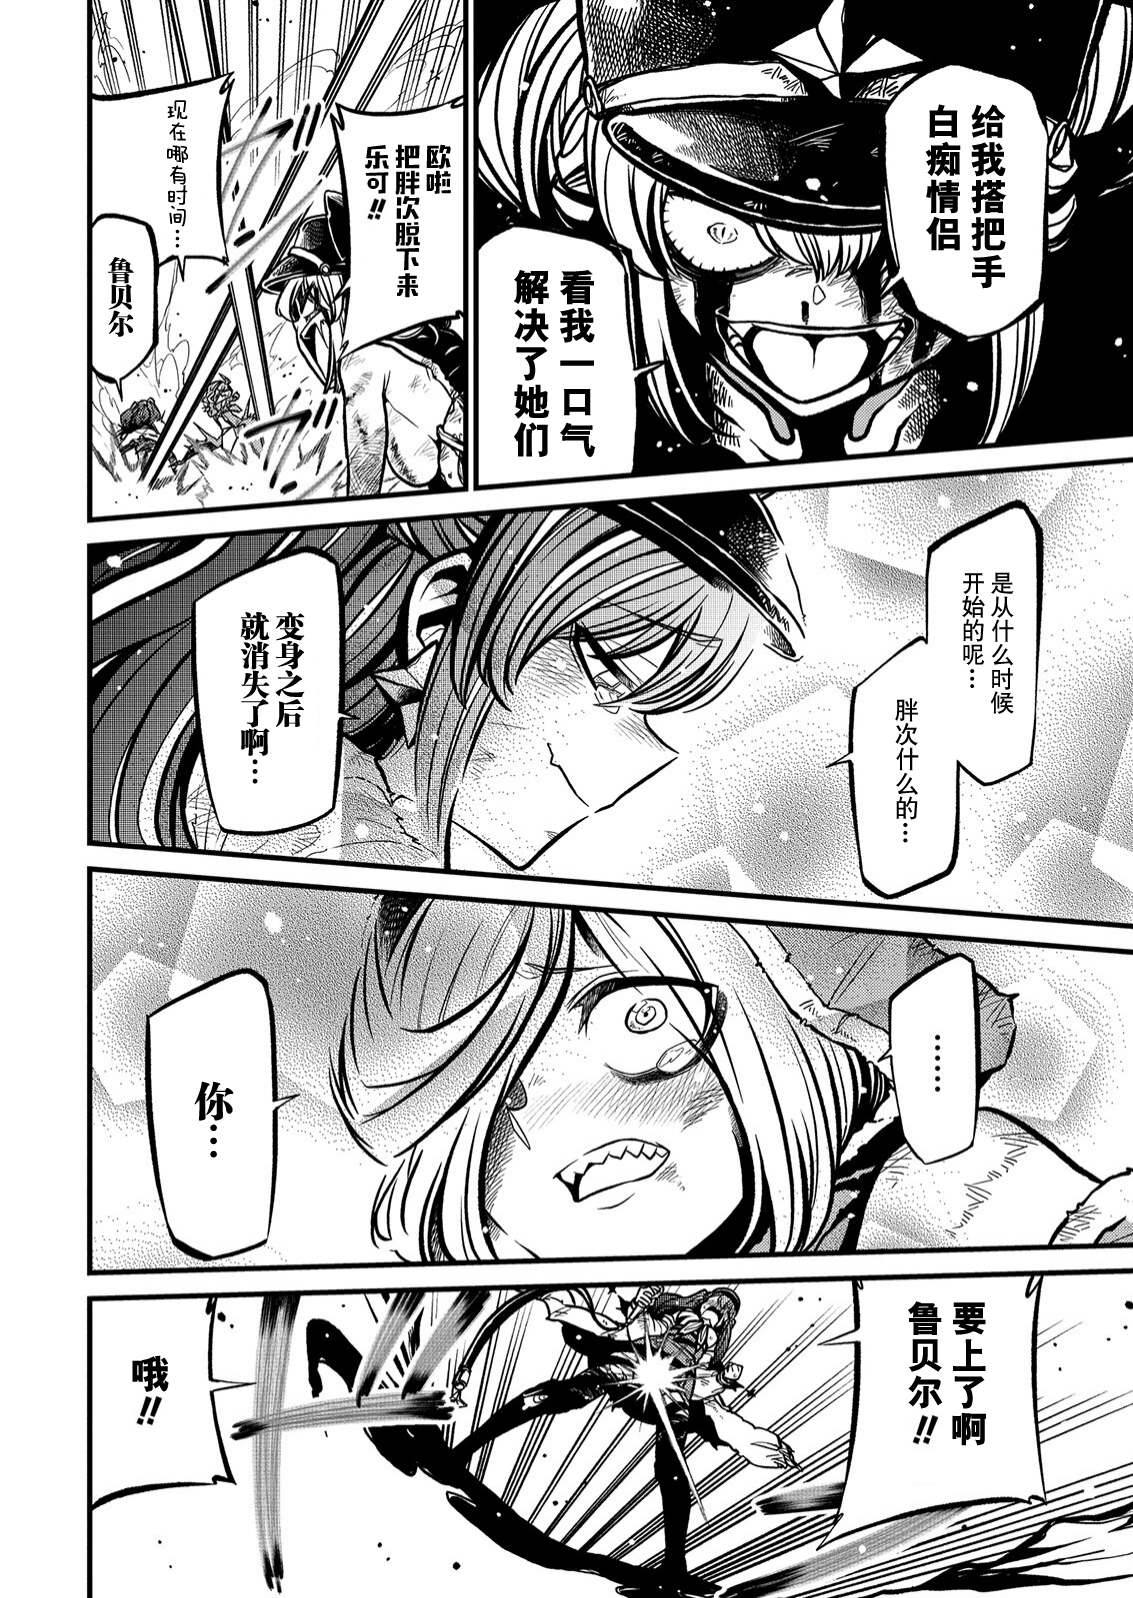 给我搭把手
白痴情侣
看我一口气
解决了她们
欧啦
把胖次脱下来
乐可!!
现在哪有时间…
鲁贝尔
是从什么时候
开始的呢…
胖次什么的…
变身之后
就消失了啊…
……
你…
要上了啊
鲁贝尔!!
哦!!